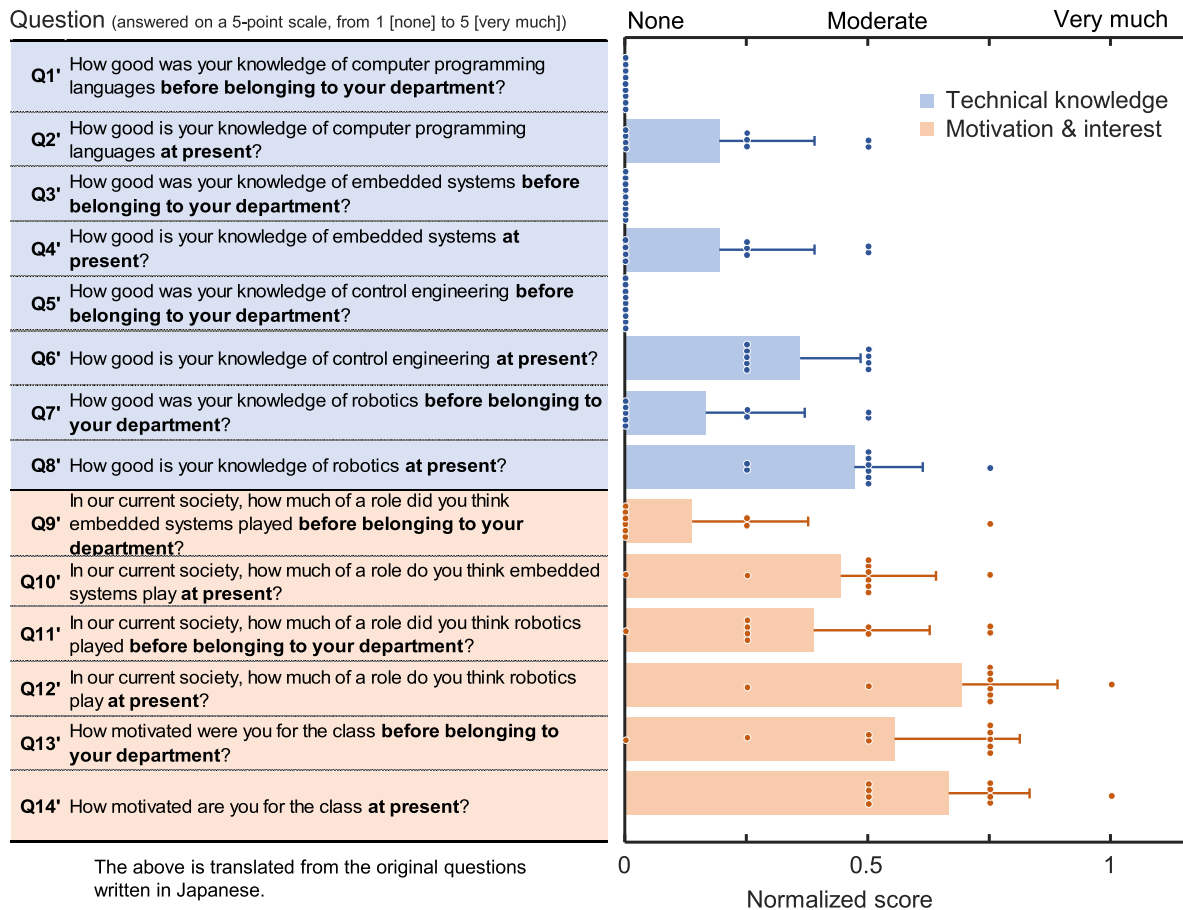 Question (answered on a 5-point scale, from 1 [none] to 5 [very much])
None Moderate Very much
Q1' How good was your knowledge of computer programming
languages before belonging to your department?
Q2' How good is your knowledge of computer programming
languages at present?
Q3' How good was your knowledge of embedded systems before
belonging to your department?
Q4' How good is your knowledge of embedded systems at
present?
Q5' How good was your knowledge of control engineering before
belonging to your department?
Q6' How good is your knowledge of control engineering at present?
Q7' How good was your knowledge of robotics before belonging to
your department?
Q8' How good is your knowledge of robotics at present?
Q9' In our current society, how much of a role did you think
embedded systems played before belonging to your
department?
Q10' In our current society, how much of a role do you think embedded
systems play at present?
Q11' In our current society, how much of a role did you think robotics
played before belonging to your department?
Q12' In our current society, how much of a role do you think robotics
play at present?
Q13' How motivated were you for the class before belonging to
your department?
Q14' How motivated are you for the class at present?
The above is translated from the original questions
written in Japanese.
Technical knowledge
Motivation & interest
0 0.5 1
Normalized score